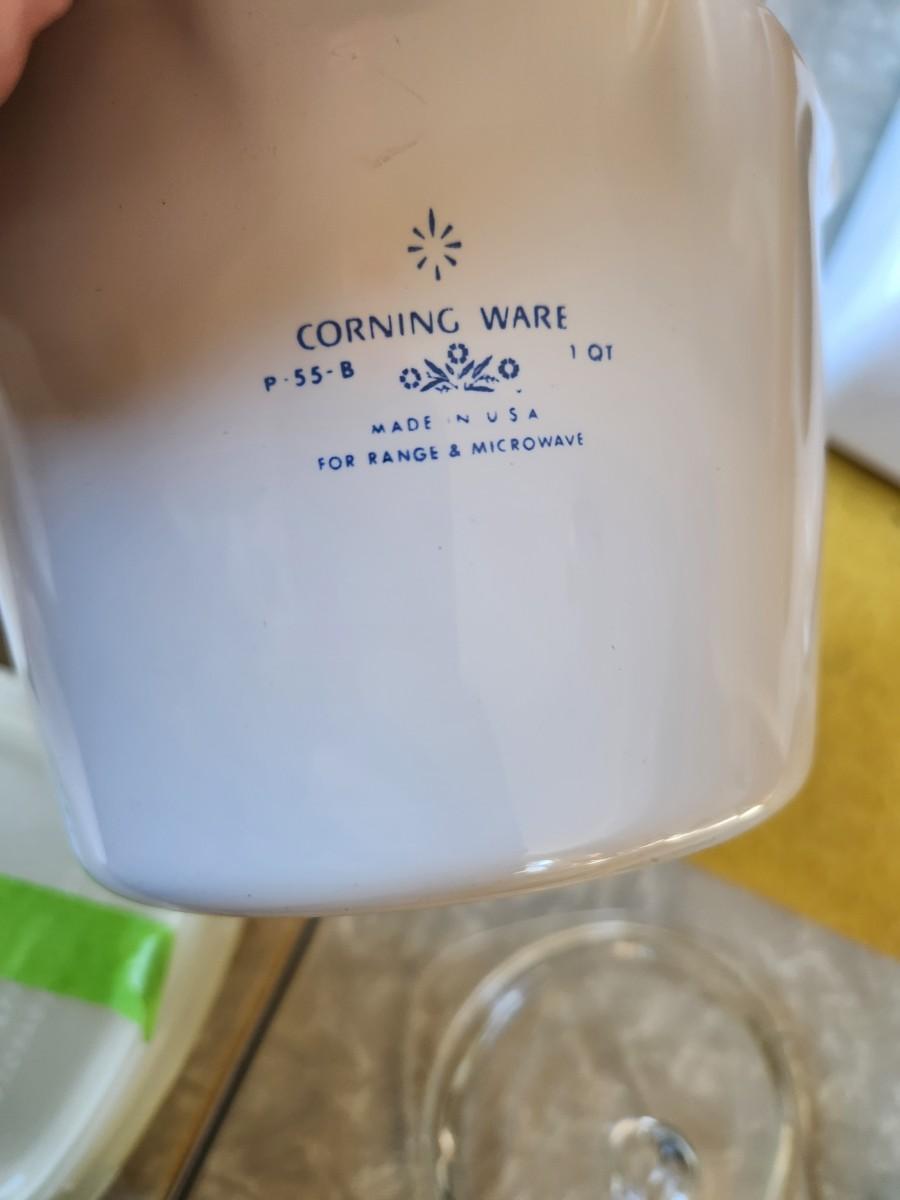 CORNING WARE
P-55-B 1 QT
MADE IN USA
FOR RANGE & MICROWAVE